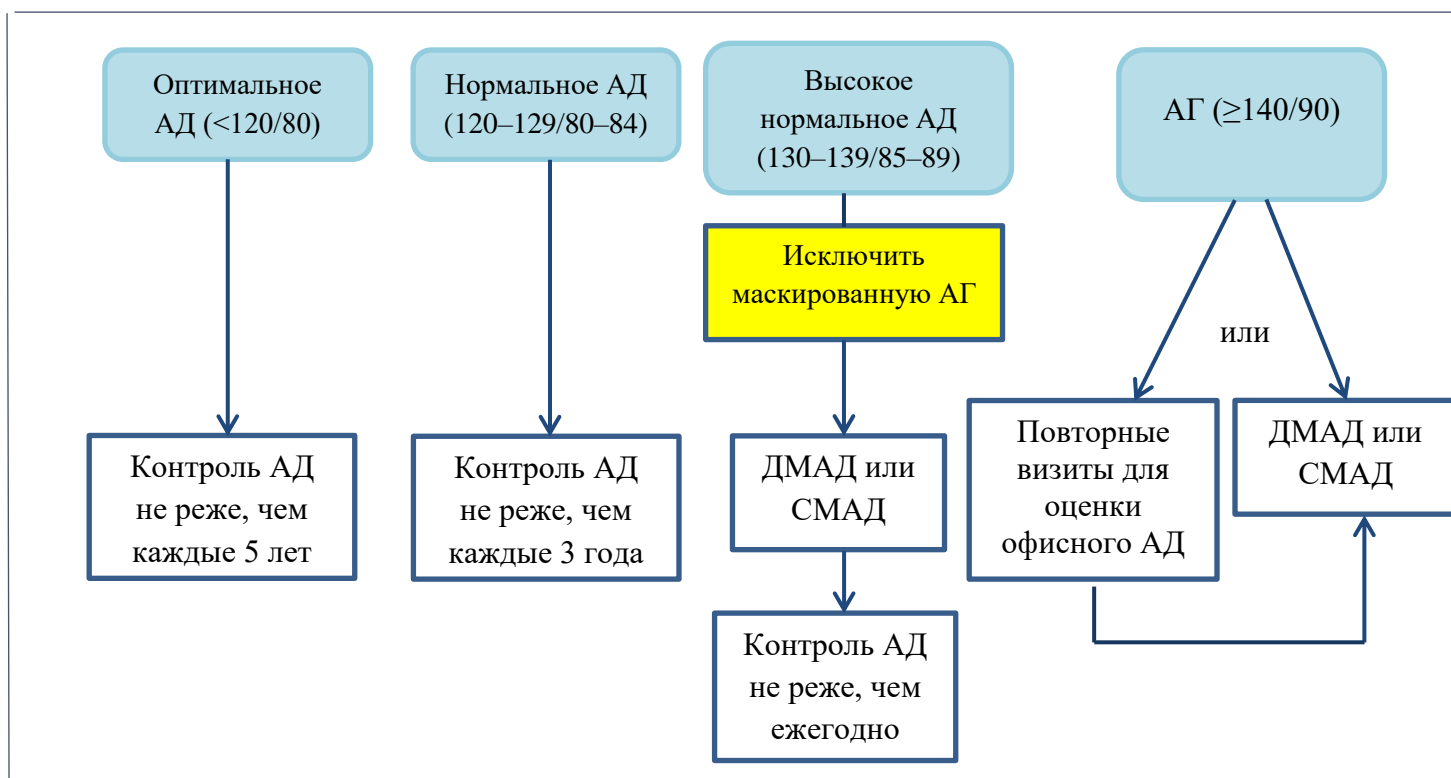 Оптимальное
АД (<120/80)
Нормальное АД
(120–129/80–84)
Высокое
нормальное АД
(130–139/85–89)
АГ (≥140/90)
Исключить
маскированную АГ
или
Контроль АД
не реже, чем
каждые 5 лет
Контроль АД
не реже, чем
каждые 3 года
ДМАД или
СМАД
Повторные
визиты для
оценки
офисного АД
ДМАД или
СМАД
Контроль АД
не реже, чем
ежегодно